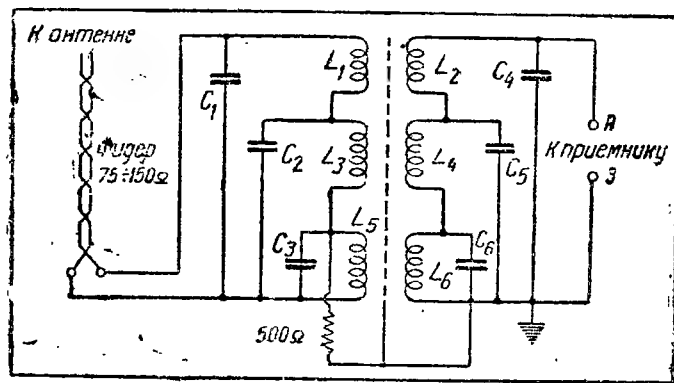 К антенне
Фидер
75÷150Ω
C1
C2
C3
L1
L3
L5
500Ω
L2
L4
L6
C4
C5
C6
А
К приемнику
З